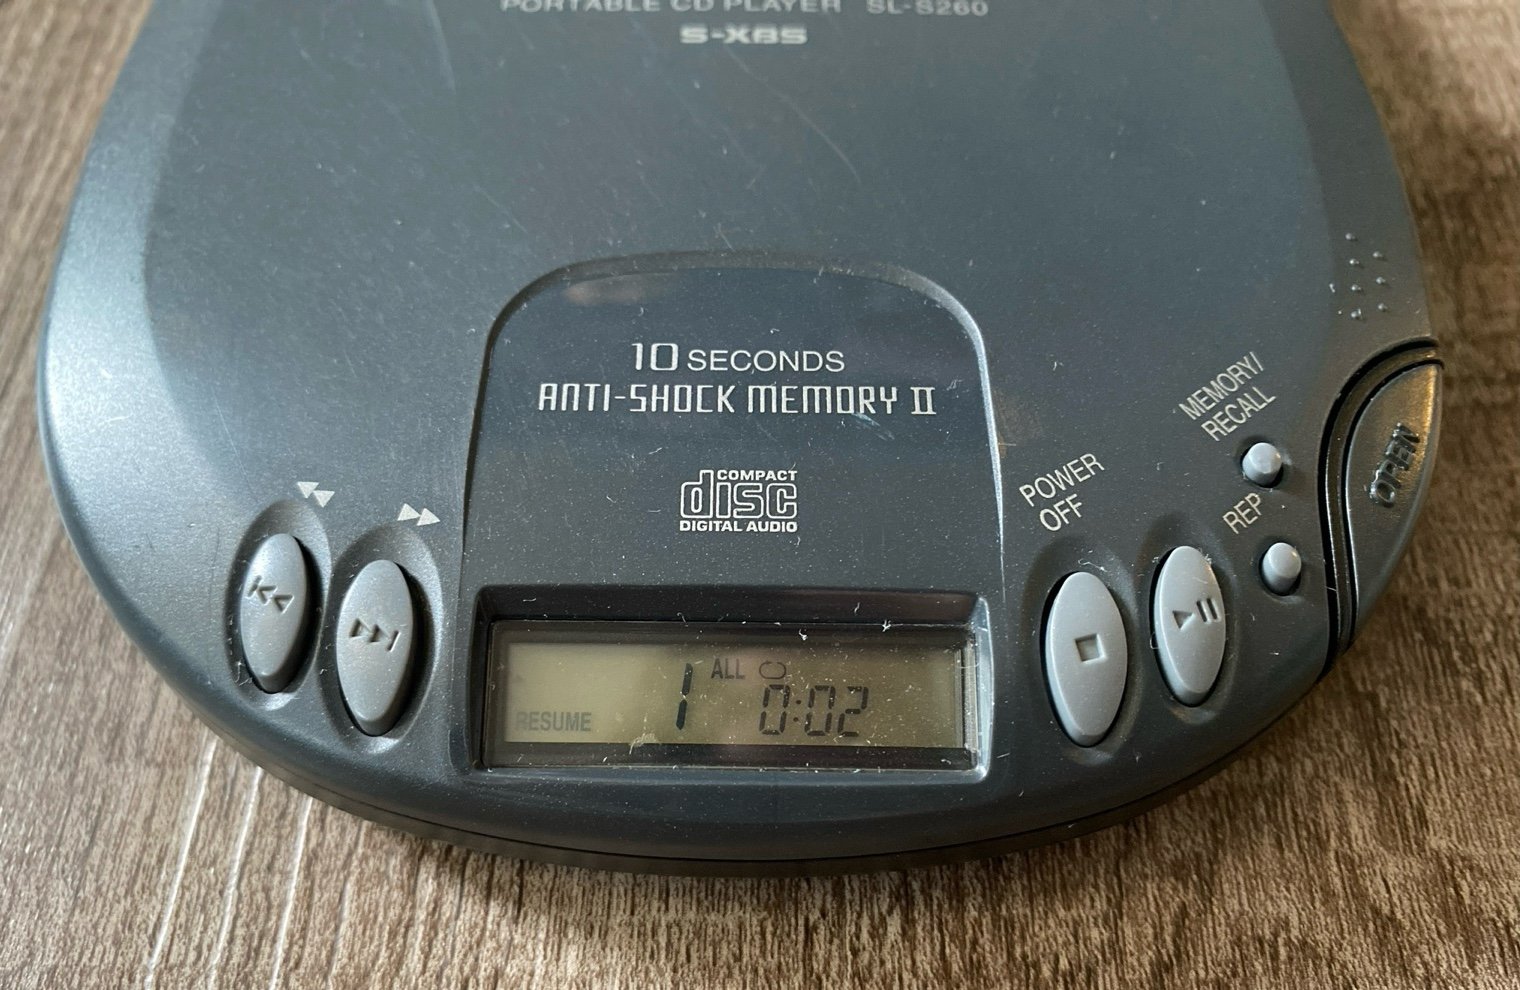 PORTABLE CD PLAYER SL-S260
S-XBS
10 SECONDS
ANTI-SHOCK MEMORY II
COMPACT
disc
DIGITAL AUDIO
MEMORY/
RECALL
OPEN
POWER
OFF
REP
ALL
1 0:02
RESUME